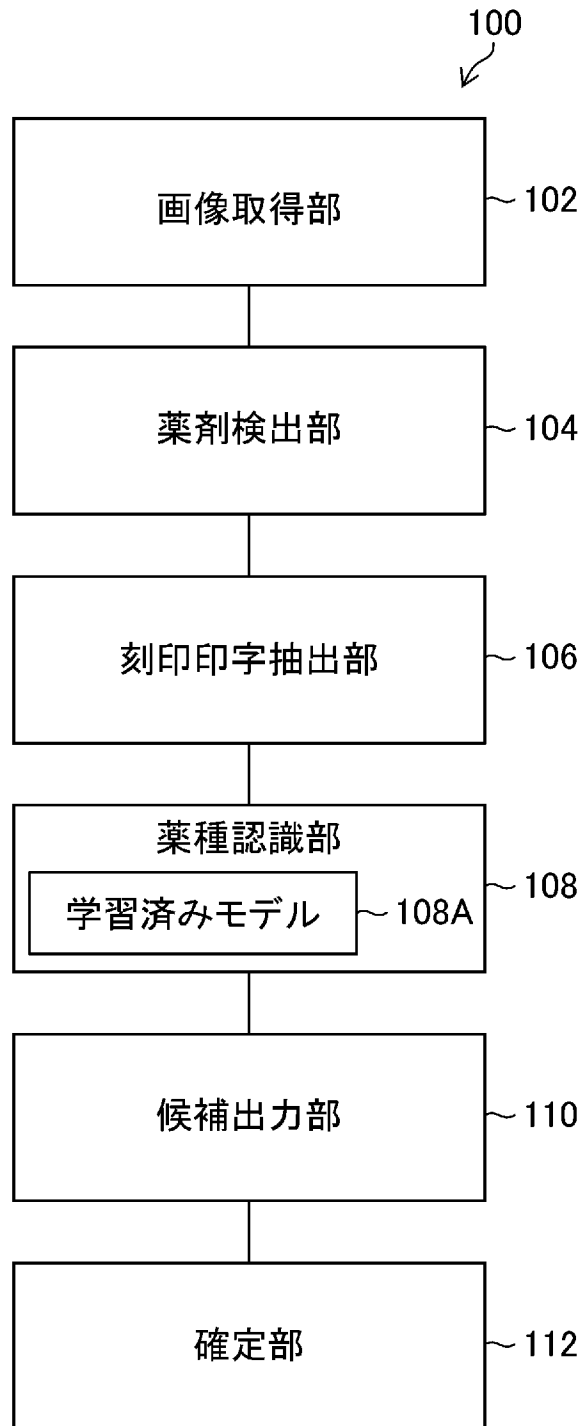 100
画像取得部
102
薬剤検出部
104
刻印印字抽出部
106
薬種認識部
108
学習済みモデル
108A
候補出力部
110
確定部
112